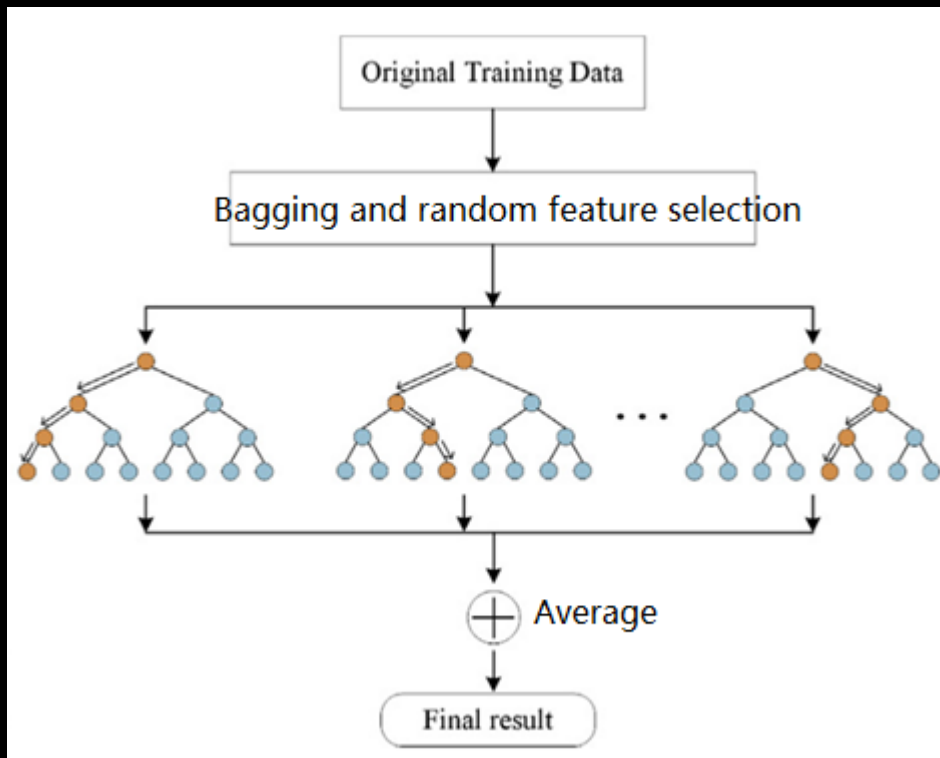 Original Training Data
Bagging and random feature selection
...
Average
Final result